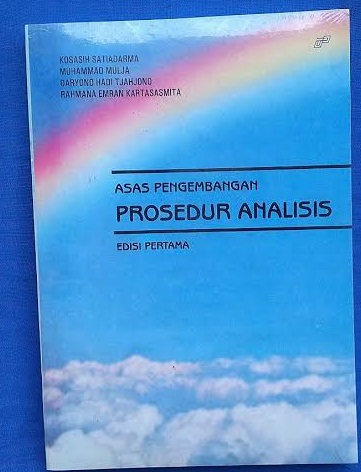 KOSASIH SATIADARMA
MUHAMMAD MULJA
DARYONO HADI TJAHJONO
RAHMANA EMRAN KARTASASMITA
ASAS PENGEMBANGAN
PROSEDUR ANALISIS
EDISI PERTAMA